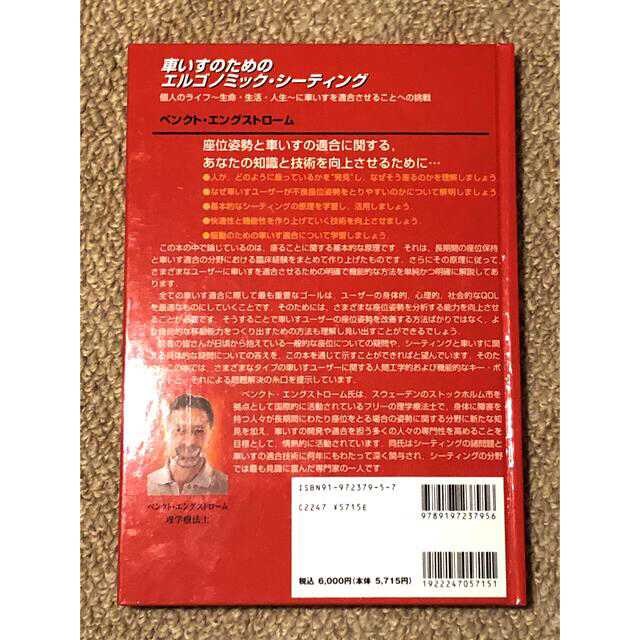 車いすのための
エルゴノミック・シーティング
個人のライフ〜生命・生活・人生〜に車いすを適合させることへの挑戦
ベンクト・エングストローム
座位姿勢と車いすの適合に関する,
あなたの知識と技術を向上させるために…
●人が, どのように座っているかを"発見"し, なぜそう座るのかを理解しましょう
●なぜ車いすユーザーが不良座位姿勢をとりやすいのかについて解明しましょう
●基本的なシーティングの原理を学習し, 活用しましょう.
●快適性と機能性を作り上げていく技術を向上させましょう.
●駆動のための車いす適合について学習しましょう.
この本の中で論じているのは, 座ることに関する基本的な原理です. それは, 長期間の座位保持
と車いす適合の分野における臨床経験をまとめて作り上げたものです. さらにその原理に従って,
さまざまなユーザーに車いすを適合させるための明確で機能的な方法を単純かつ明確に解説してあ
ります.
全ての車いす適合に際して最も重要なゴールは, ユーザーの身体的, 心理的, 社会的なQOL
を最適なものにしていくことです. そのためには, さまざまな座位姿勢を分析する能力を向上さ
せることが必要です. そうすることで車いすユーザーの座位姿勢を改善する方法ばかりではなく, よ
り機能的な移動能力をつくり出すための方法も理解し見い出すことができるでしょう.
読者の皆さんが日頃から抱えている一般的な座位についての疑問や, シーティングと車いすに関
する具体的な疑問についての答えを, この本を通して示すことができればと望んでいます. そのた
この本では, さまざまなタイプの車いすユーザーに関する人間工学的および機能的なキー・ポ
トと, それによる問題解決の糸口を提示しています.
ベンクト・エングストローム氏は, スウェーデンのストックホルム市を
拠点として国際的に活動されているフリーの理学療法士で, 身体に障害を
持つ人々が長期間にわたり座位をとる場合の姿勢に関する分野に新たな知
見を加え, 車いすの開発や適合を担う多くの人々の専門性を高めることを
目標として, 情熱的に活動されています. 同氏はシーティングの諸問題と
車いすの適合技術に何年にもわたって深く関与され, シーティングの分野
では最も見識に富んだ専門家の一人です.
ベンクト・エングストローム
理学療法士
ISBN91-972379-5-7
C2247 ¥5715E
9789197237956
税込 6,000円(本体 5,715円)
1922247057151